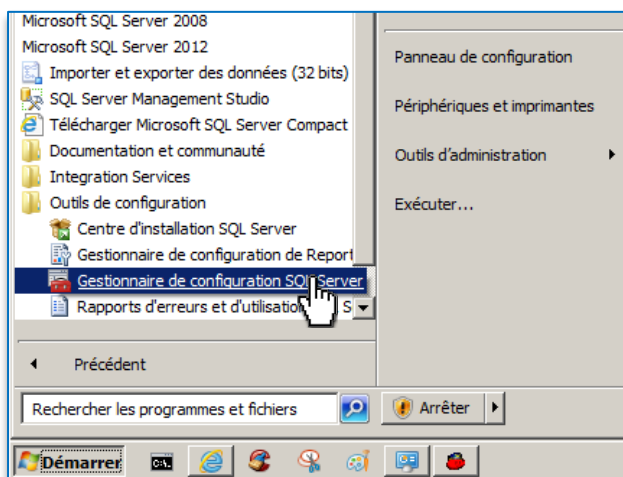 Microsoft SQL Server 2008
Microsoft SQL Server 2012
Importer et exporter des données (32 bits)
SQL Server Management Studio
Télécharger Microsoft SQL Server Compact
Documentation et communauté
Integration Services
Outils de configuration
Centre d'installation SQL Server
Gestionnaire de configuration de Report
Gestionnaire de configuration SQL Server
Rapports d'erreurs et d'utilisation S
Précédent
Rechercher les programmes et fichiers
Panneau de configuration
Périphériques et imprimantes
Outils d'administration
Exécuter...
Arrêter
Démarrer
C:\.